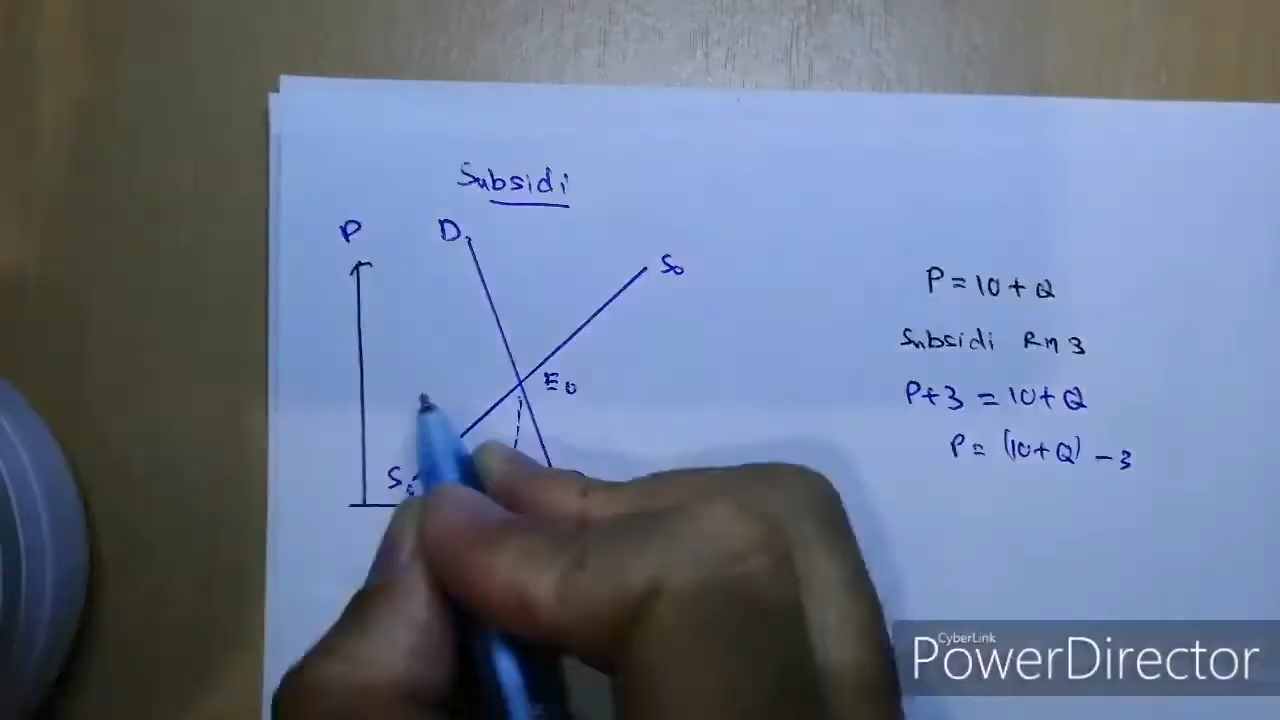 Subsidi
P
D
S0
E0
S0
P = 10 + Q
Subsidi RM 3
P + 3 = 10 + Q
P = (10 + Q) - 3
CyberLink
PowerDirector